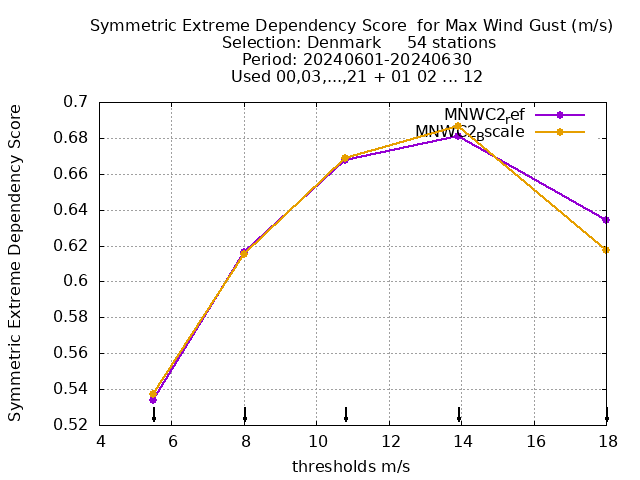 Symmetric Extreme Dependency Score for Max Wind Gust (m/s)
Selection: Denmark 54 stations
Period: 20240601-20240630
Used 00,03,...,21 + 01 02 ... 12
MNWC2ref
MNWC2Bscale
Symmetric Extreme Dependency Score
0.7
0.68
0.66
0.64
0.62
0.6
0.58
0.56
0.54
0.52
4 6 8 10 12 14 16 18
thresholds m/s